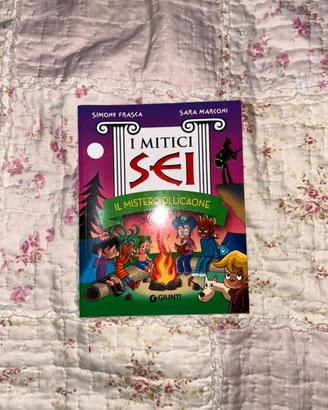 SIMONE FRASCA
SARA MARCONI
I MITICI
SEI
IL MISTERO DI LICAONE
GIUNTI